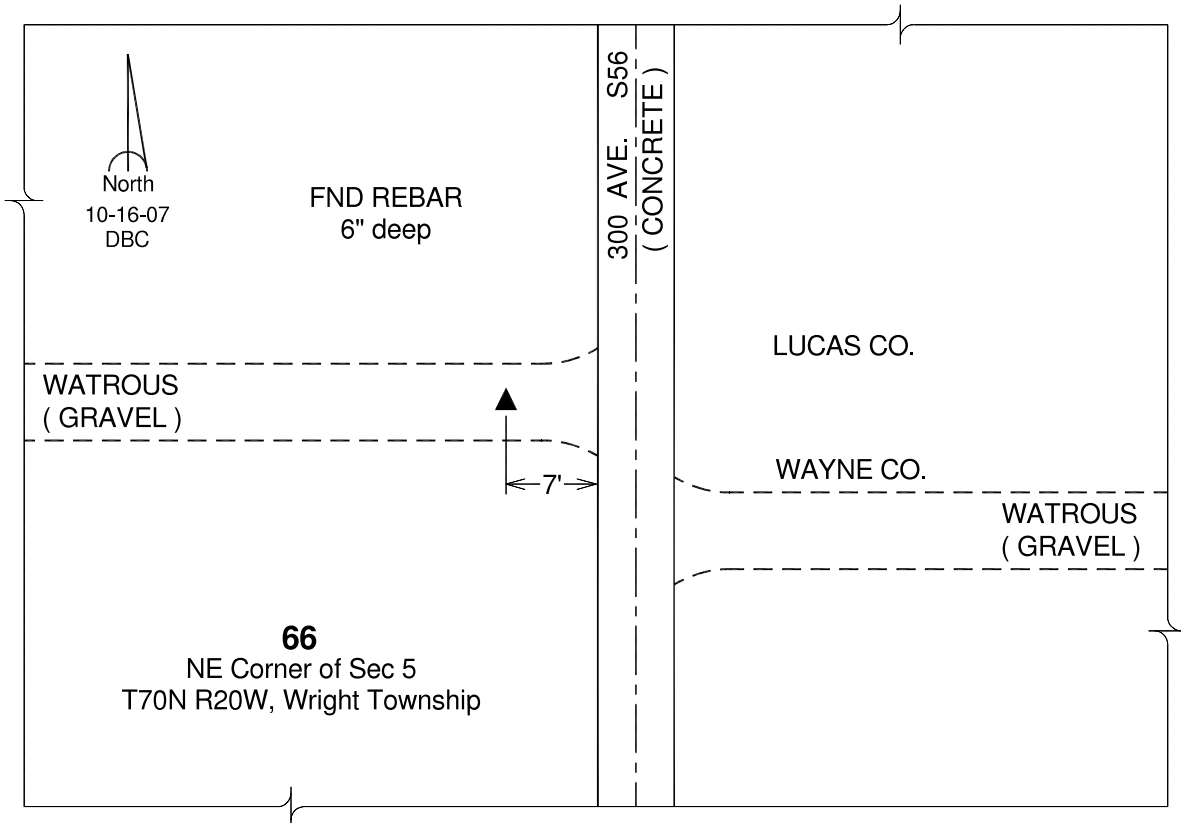 300 AVE. S56
( CONCRETE )
North
10-16-07
DBC
FND REBAR
6" deep
LUCAS CO.
WATROUS
( GRAVEL )
7'
WAYNE CO.
WATROUS
( GRAVEL )
66
NE Corner of Sec 5
T70N R20W, Wright Township